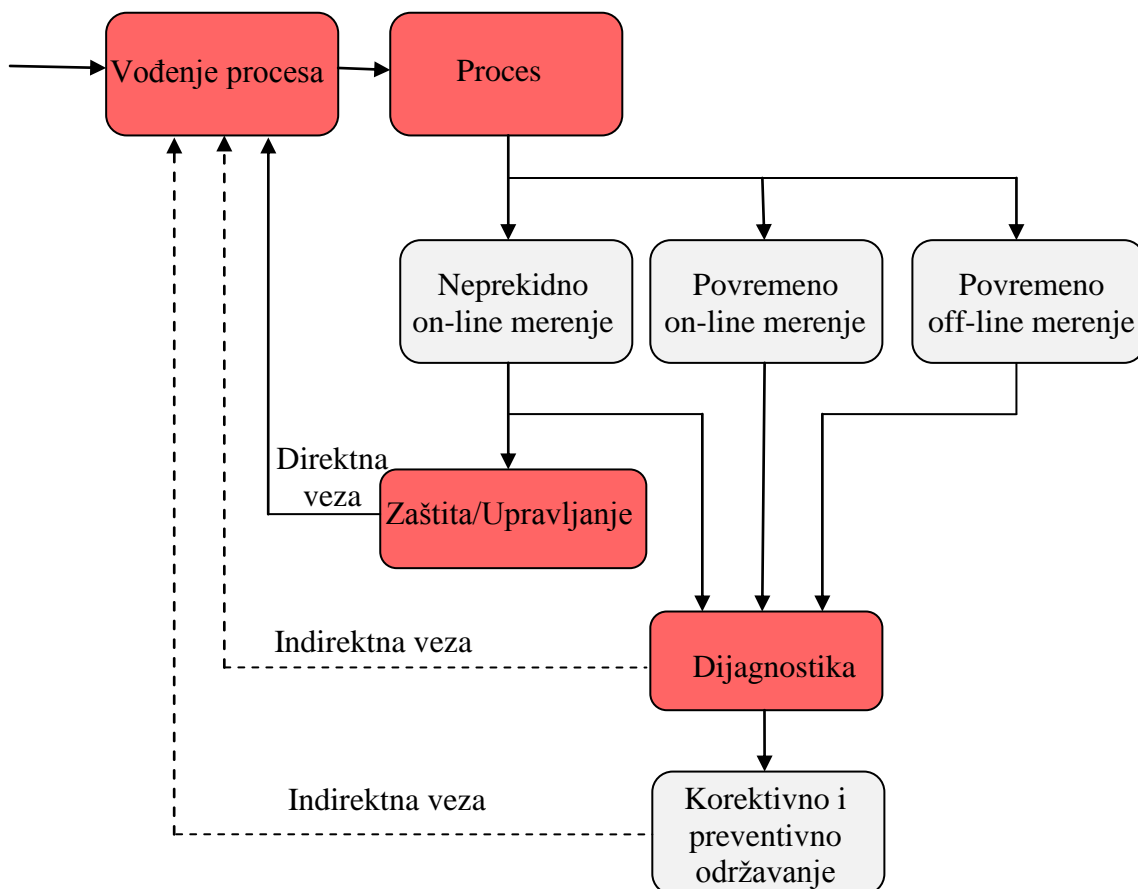 Vođenje procesa
Proces
Neprekidno
on-line merenje
Povremeno
on-line merenje
Povremeno
off-line merenje
Direktna
veza
Zaštita/Upravljanje
Indirektna veza
Dijagnostika
Indirektna veza
Korektivno i
preventivno
održavanje